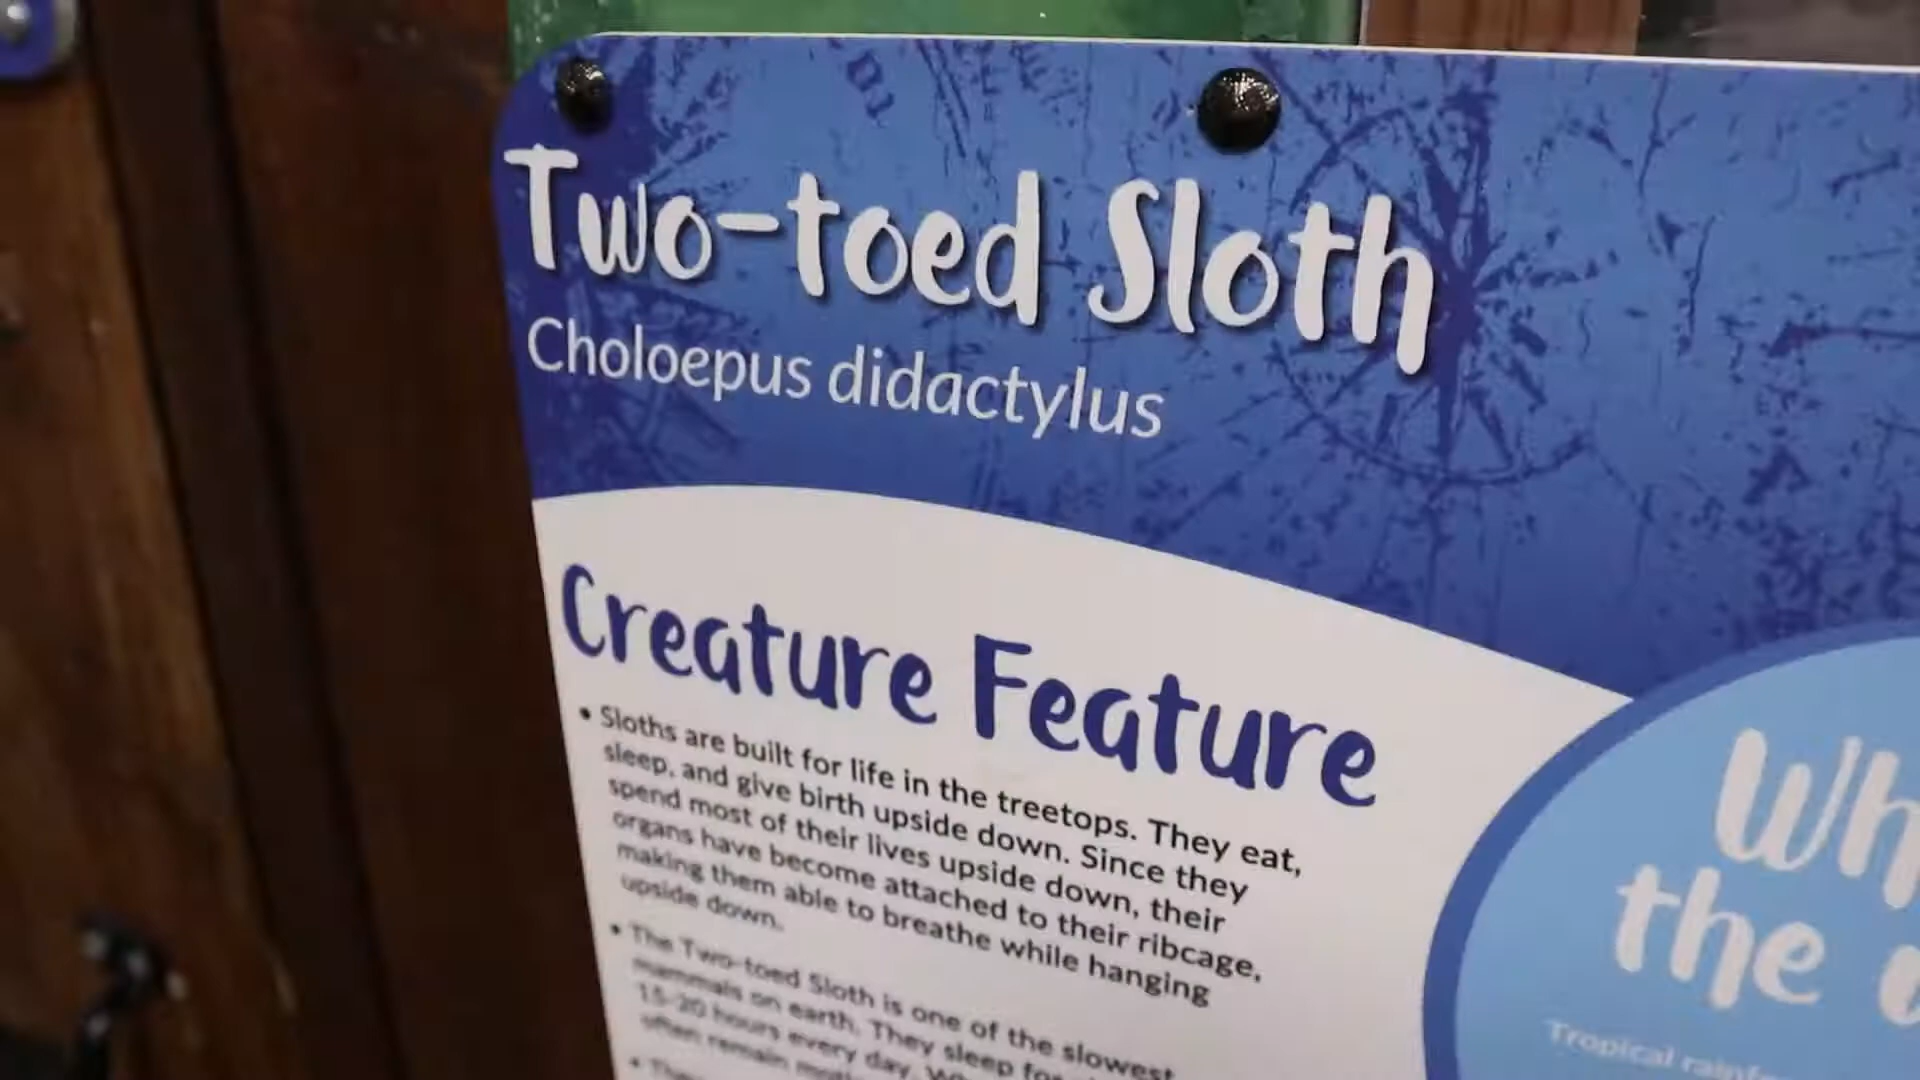 Two-toed Sloth
Choloepus didactylus
Creature Feature
• Sloths are built for life in the treetops. They eat,
sleep, and give birth upside down. Since they
spend most of their lives upside down, their
organs have become attached to their ribcage,
making them able to breathe while hanging
upside down.
• The Two-toed Sloth is one of the slowest
mammals on earth. They sleep for
15-20 hours every day.
often remain
Wh
the
Tropical